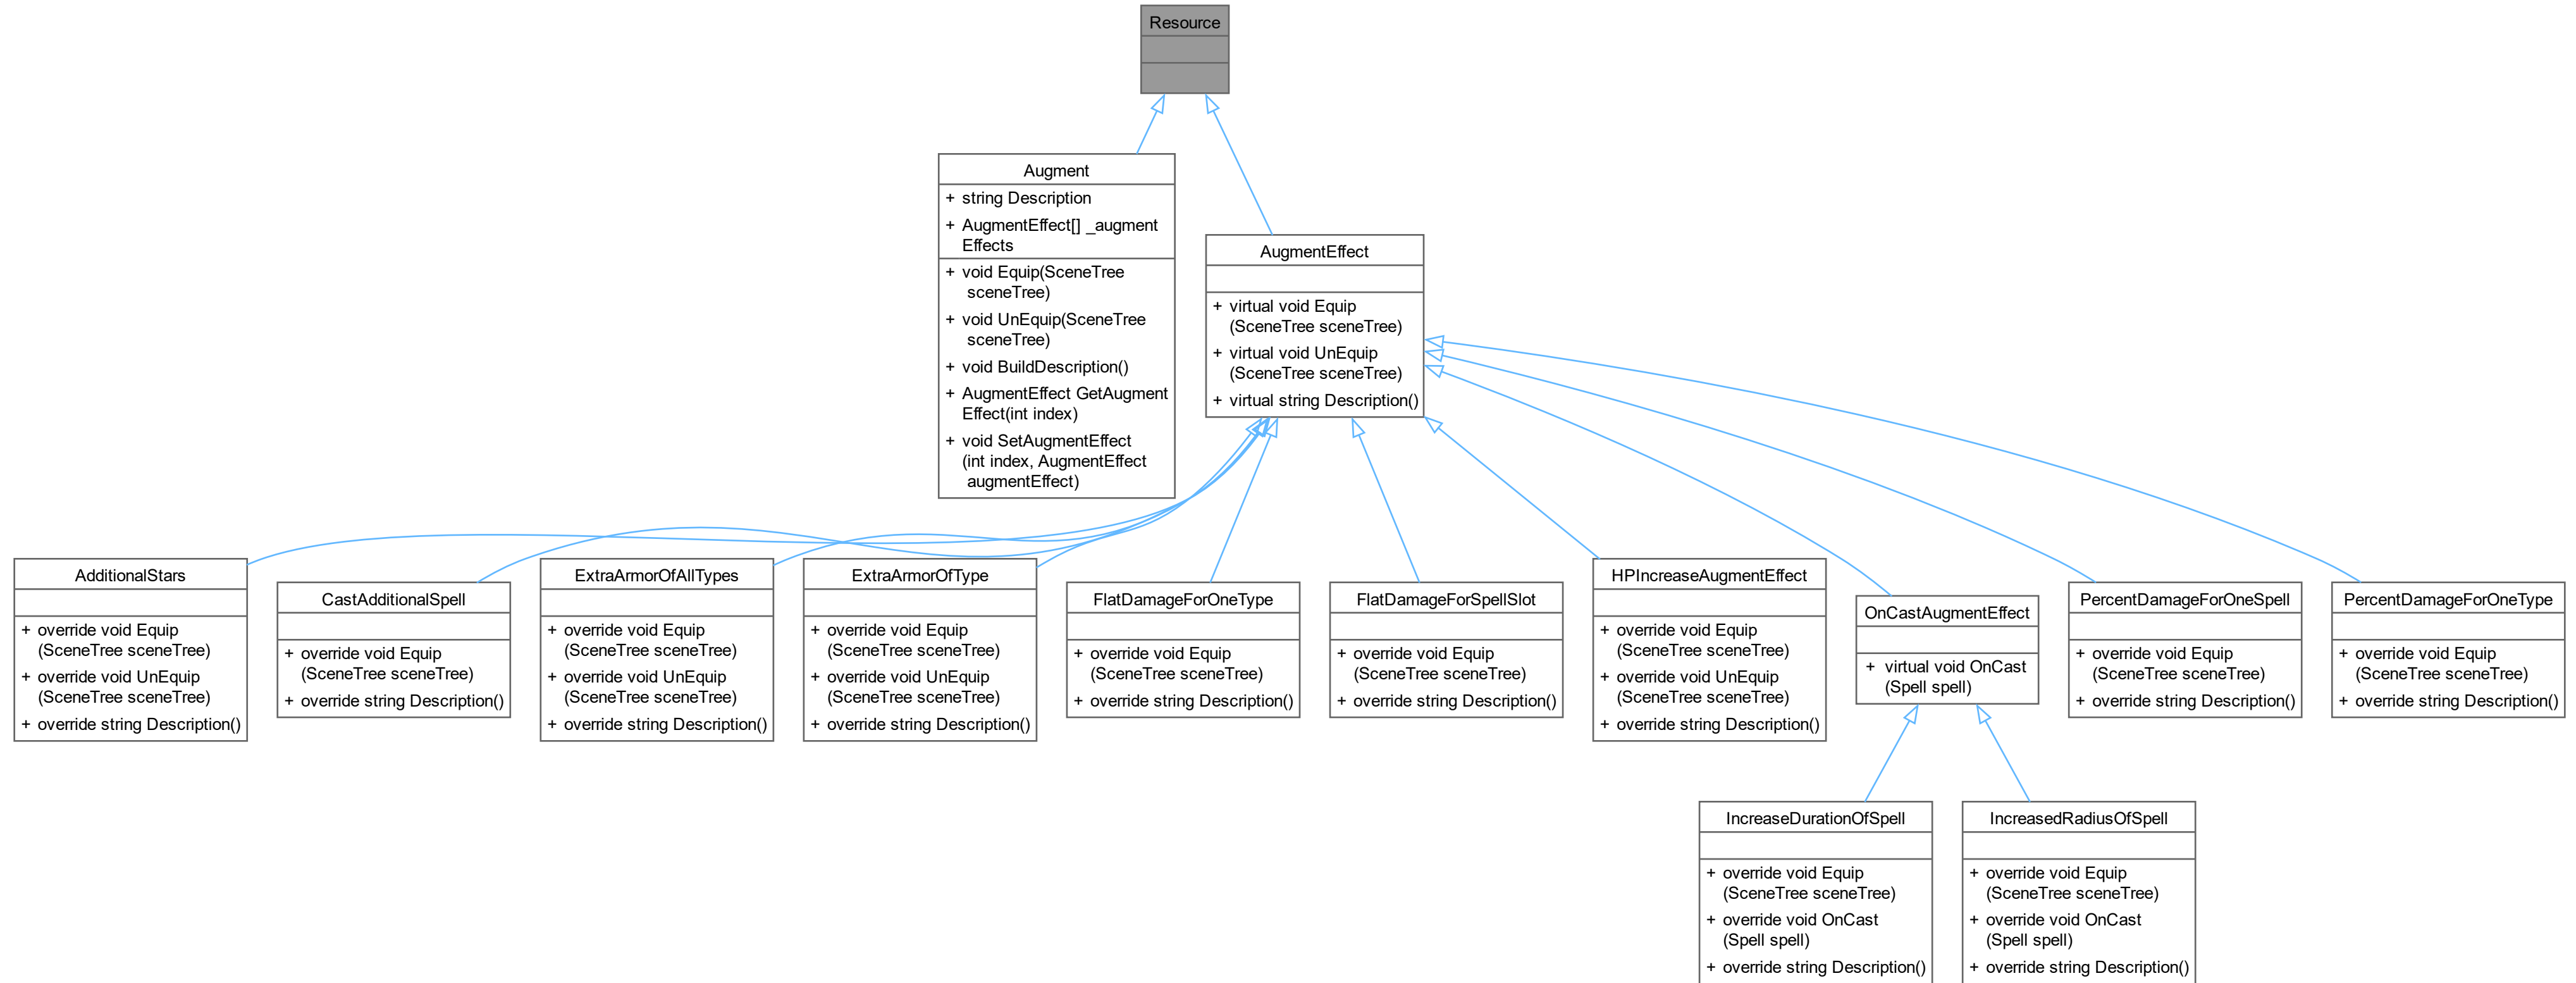 Resource
Augment
+ string Description
+ AugmentEffect[] _augment
Effects
+ void Equip(SceneTree
sceneTree)
+ void UnEquip(SceneTree
sceneTree)
+ void BuildDescription()
+ AugmentEffect GetAugment
Effect(int index)
+ void SetAugmentEffect
(int index, AugmentEffect
augmentEffect)
AugmentEffect
+ virtual void Equip
(SceneTree sceneTree)
+ virtual void UnEquip
(SceneTree sceneTree)
+ virtual string Description()
AdditionalStars
+ override void Equip
(SceneTree sceneTree)
+ override void UnEquip
(SceneTree sceneTree)
+ override string Description()
CastAdditionalSpell
+ override void Equip
(SceneTree sceneTree)
+ override string Description()
ExtraArmorOfAllTypes
+ override void Equip
(SceneTree sceneTree)
+ override void UnEquip
(SceneTree sceneTree)
+ override string Description()
ExtraArmorOfType
+ override void Equip
(SceneTree sceneTree)
+ override void UnEquip
(SceneTree sceneTree)
+ override string Description()
FlatDamageForOneType
+ override void Equip
(SceneTree sceneTree)
+ override string Description()
FlatDamageForSpellSlot
+ override void Equip
(SceneTree sceneTree)
+ override string Description()
HPIncreaseAugmentEffect
+ override void Equip
(SceneTree sceneTree)
+ override void UnEquip
(SceneTree sceneTree)
+ override string Description()
OnCastAugmentEffect
+ virtual void OnCast
(Spell spell)
PercentDamageForOneSpell
+ override void Equip
(SceneTree sceneTree)
+ override string Description()
PercentDamageForOneType
+ override void Equip
(SceneTree sceneTree)
+ override string Description()
IncreaseDurationOfSpell
+ override void Equip
(SceneTree sceneTree)
+ override void OnCast
(Spell spell)
+ override string Description()
IncreasedRadiusOfSpell
+ override void Equip
(SceneTree sceneTree)
+ override void OnCast
(Spell spell)
+ override string Description()